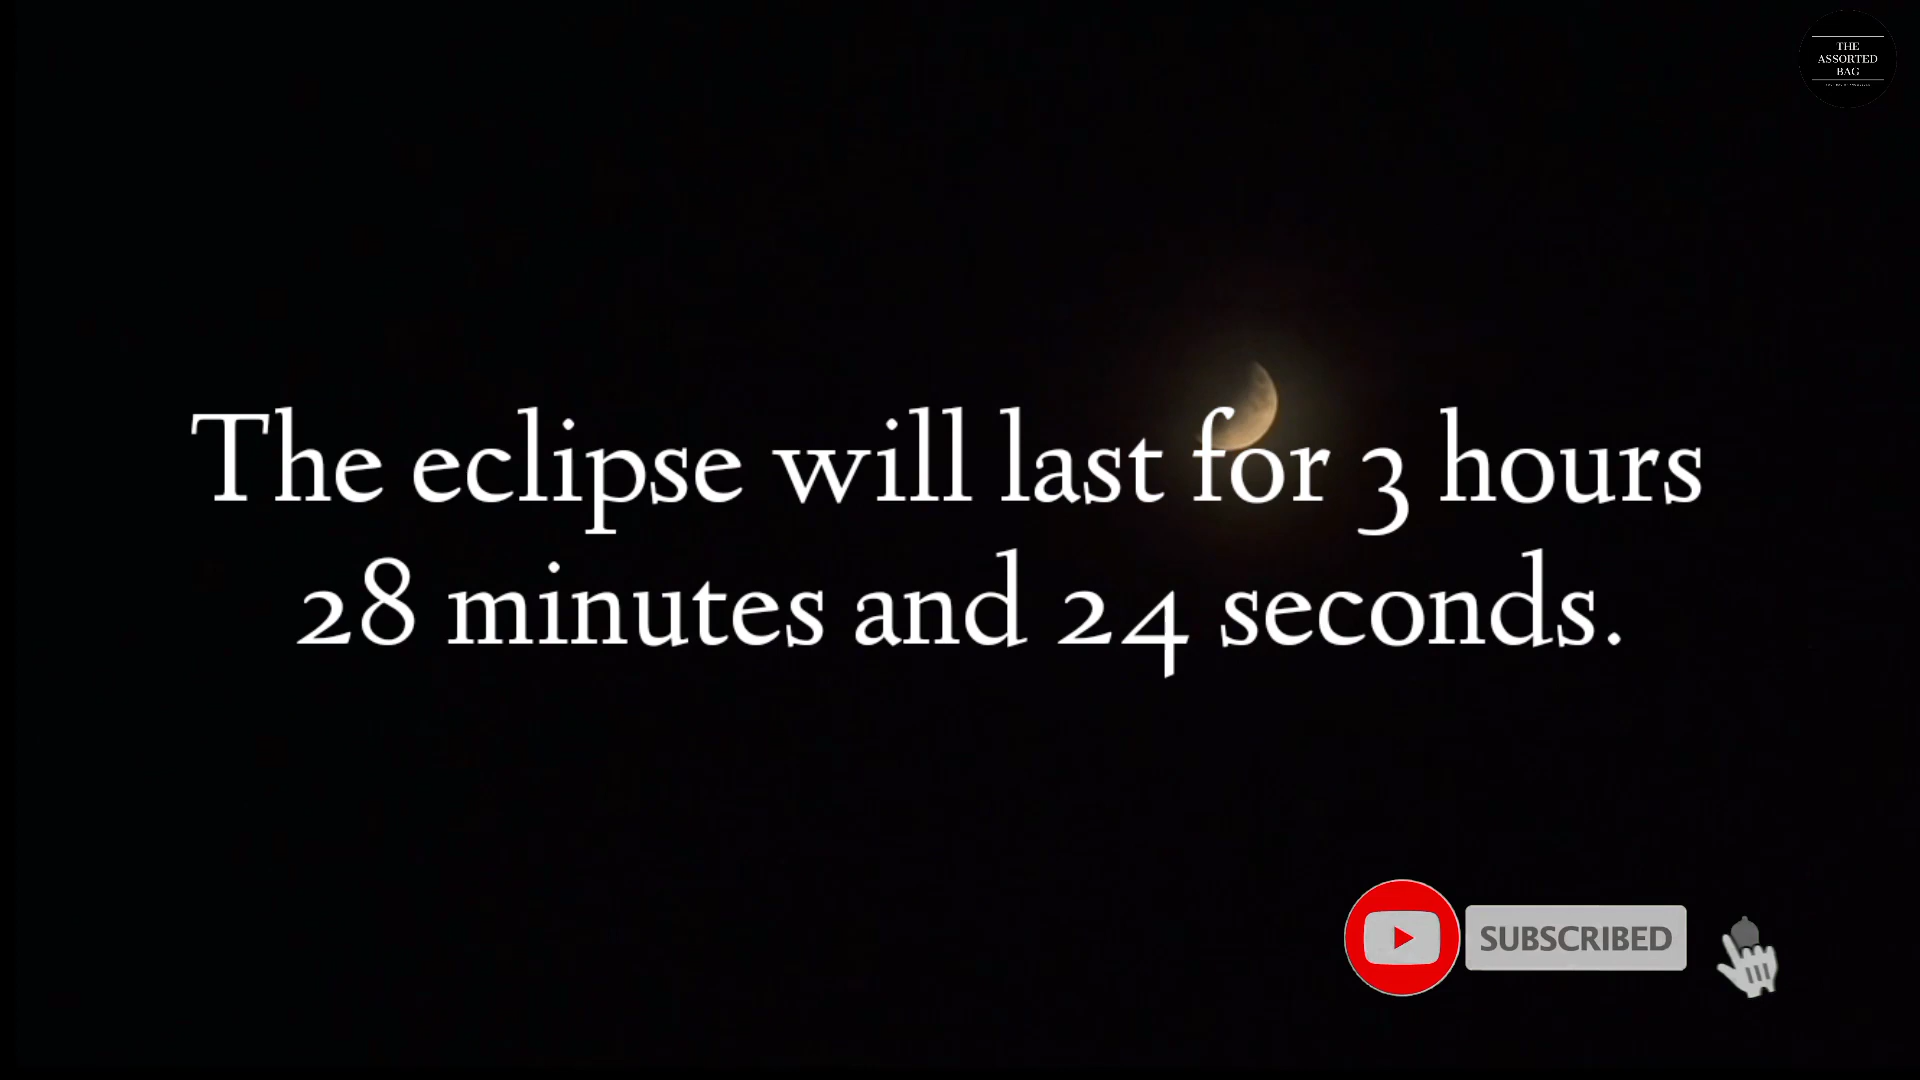 THE
ASSORTED
BAG
The eclipse will last for 3 hours
28 minutes and 24 seconds.
SUBSCRIBED